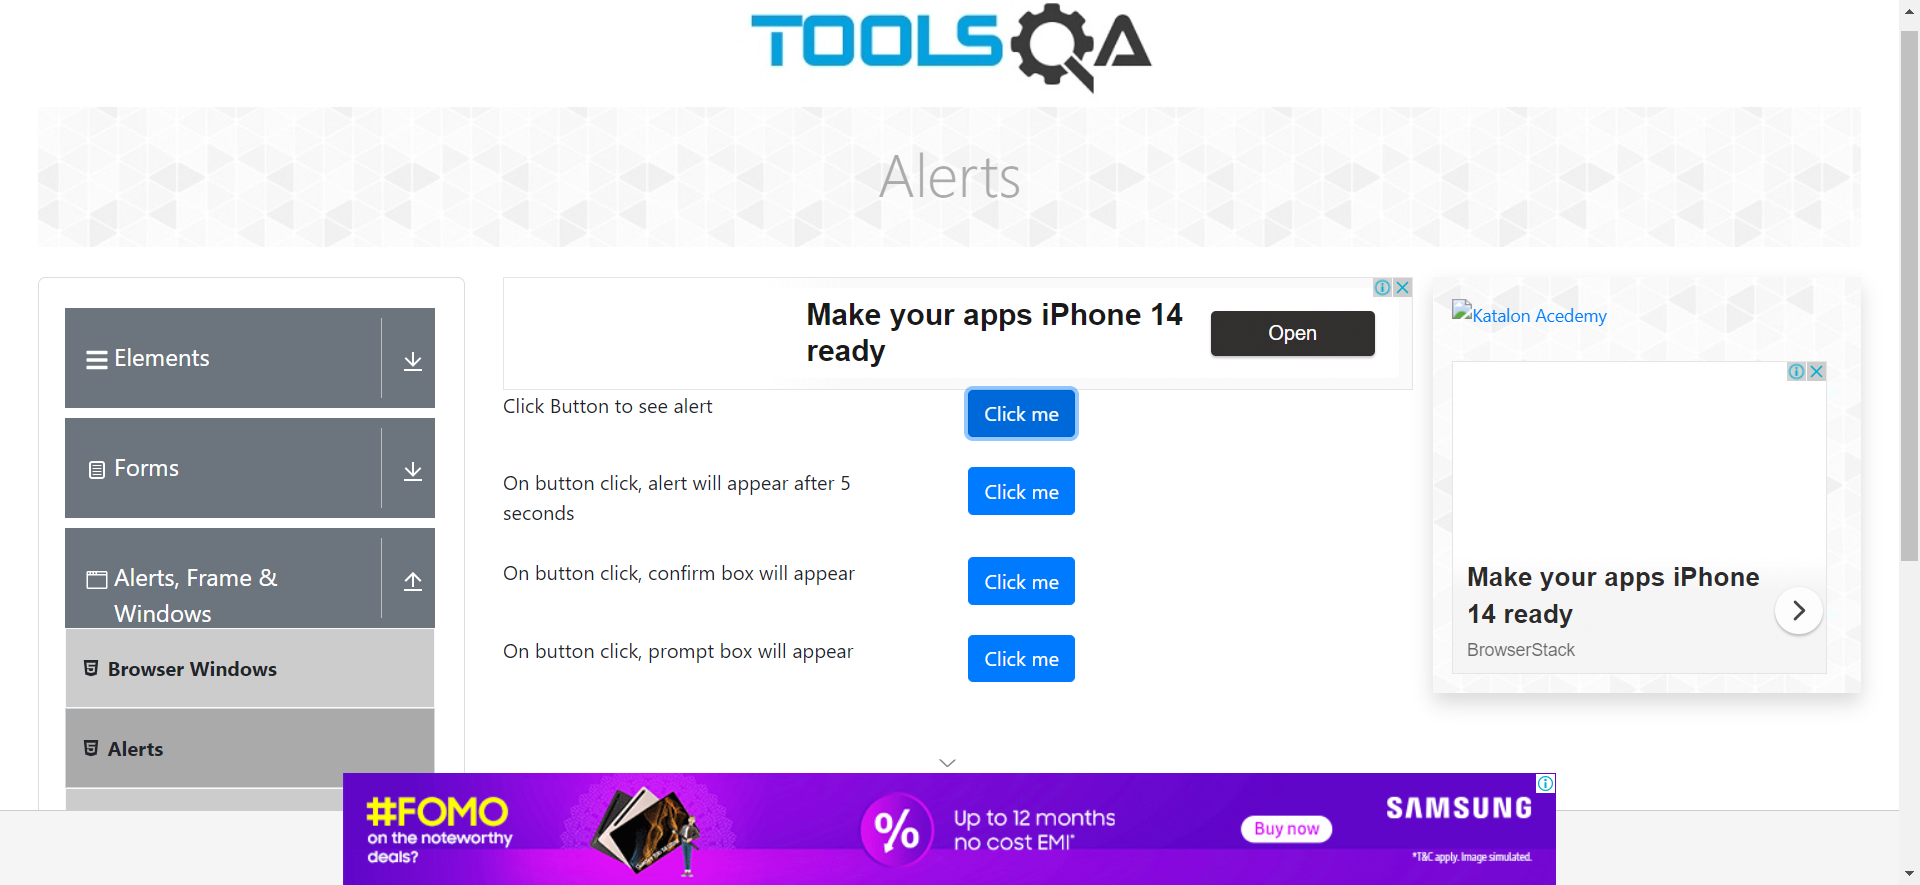 TOOLSQA
Alerts
Elements
Forms
Alerts, Frame &
Windows
Browser Windows
Alerts
Make your apps iPhone 14
ready
Open
Click Button to see alert
Click me
On button click, alert will appear after 5
seconds
Click me
On button click, confirm box will appear
Click me
On button click, prompt box will appear
Click me
Katalon Acedemy
Make your apps iPhone
14 ready
BrowserStack
#FOMO
on the noteworthy
deals?
%
Up to 12 months
no cost EMI*
Buy now
SAMSUNG
*T&C apply. Image simulated.